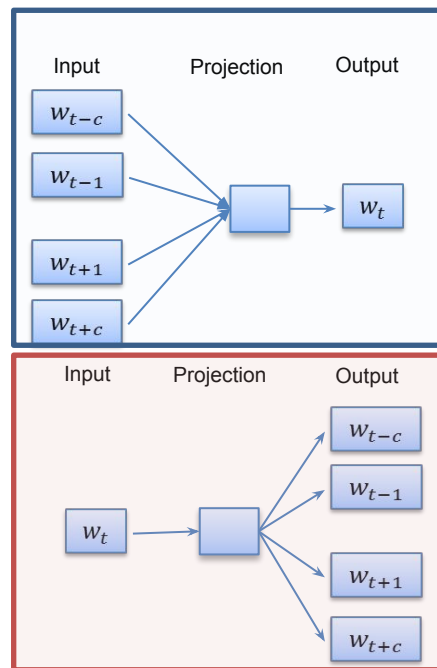 Input Projection Output
w_{t-c}
w_{t-1}
w_t
w_{t+1}
w_{t+c}
Input Projection Output
w_{t-c}
w_{t-1}
w_t
w_{t+1}
w_{t+c}